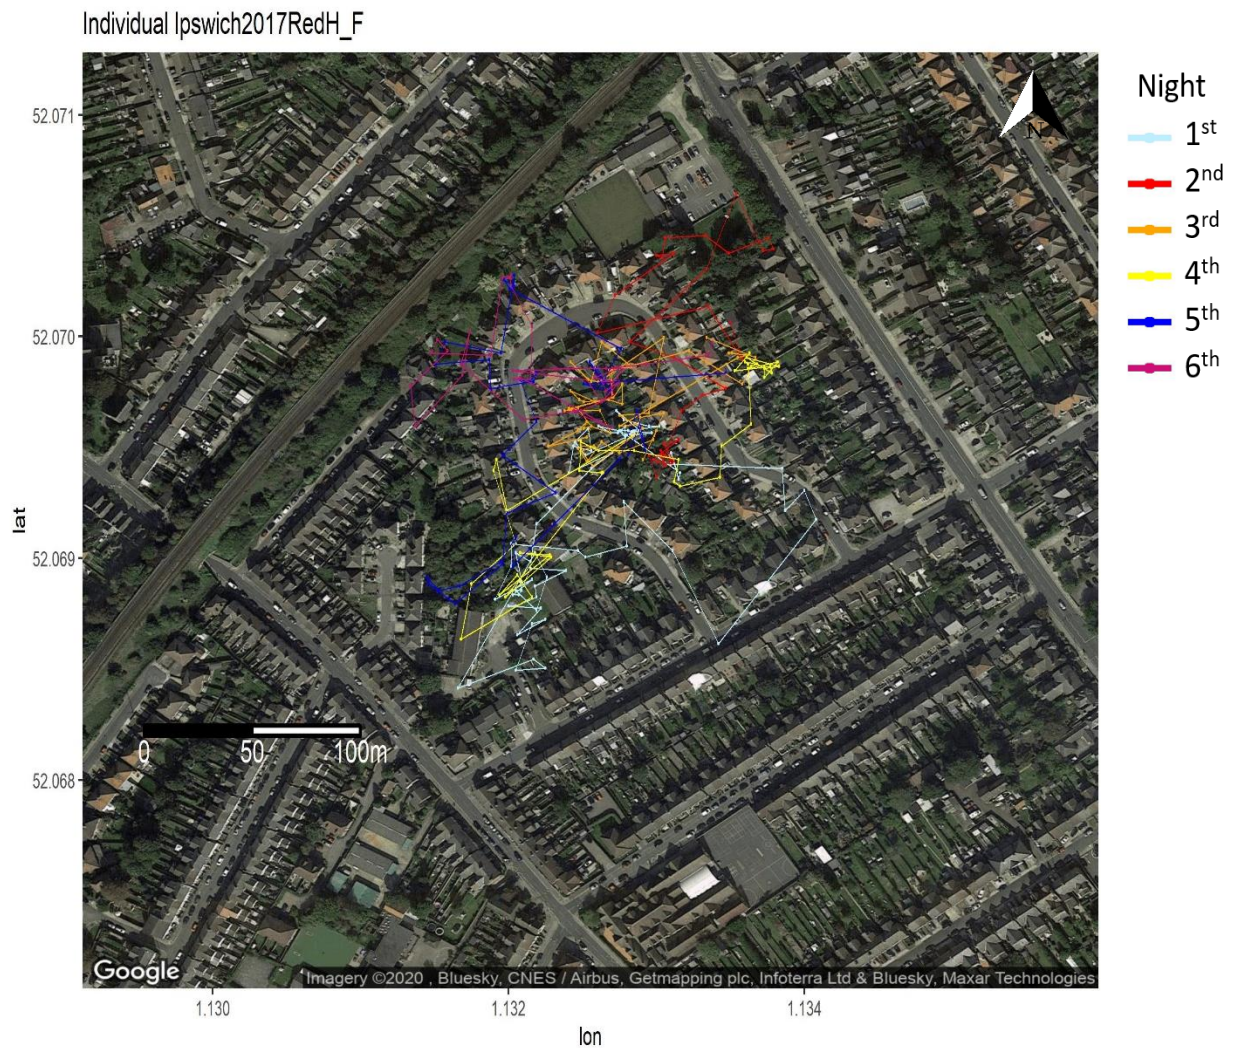 Individual Ipswich2017RedH_F
Night
1st
2nd
3rd
4th
5th
6th
N
52.071
52.070
52.069
52.068
lat
0 50 100m
Google
Imagery ©2020 , Bluesky, CNES / Airbus, Getmapping plc, Infoterra Ltd & Bluesky, Maxar Technologies
1.130 1.132 1.134
lon